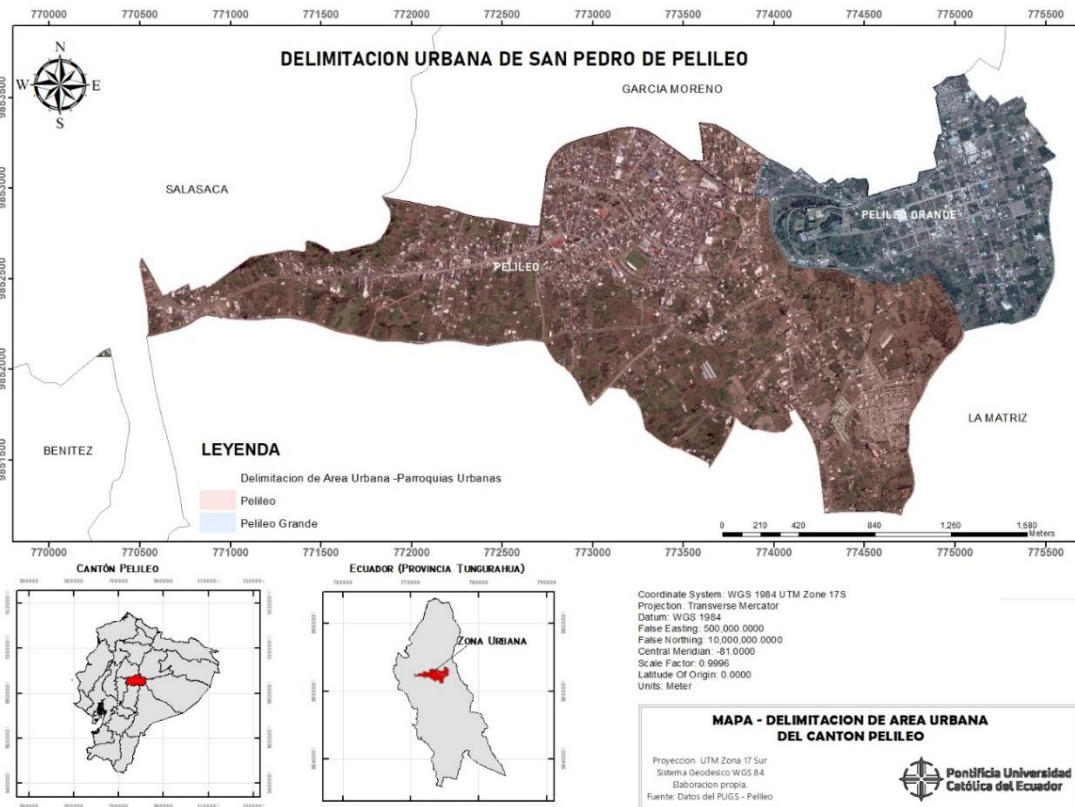 770000 770500 771000 771500 772000 772500 773000 773500 774000 774500 775000 775500
DELIMITACION URBANA DE SAN PEDRO DE PELILEO
N
W E
S
GARCIA MORENO
SALASACA
PELILEO GRANDE
PELILEO
LA MATRIZ
BENITEZ
9853500
9853000
9852500
9852000
9851500
LEYENDA
Delimitacion de Area Urbana -Parroquias Urbanas
Pelileo
Pelileo Grande
0 210 420 840 1,260 1,680
Meters
770000 770500 771000 771500 772000 772500 773000 773500 774000 774500 775000 775500
CANTÓN PELILEO
ECUADOR (PROVINCIA TUNGURAHUA)
ZONA URBANA
Coordinate System: WGS 1984 UTM Zone 17S
Projection: Transverse Mercator
Datum: WGS 1984
False Easting: 500,000.0000
False Northing: 10,000,000.0000
Central Meridian: -81.0000
Scale Factor: 0.9996
Latitude Of Origin: 0.0000
Units: Meter
MAPA - DELIMITACION DE AREA URBANA
DEL CANTON PELILEO
Proyeccion UTM Zona 17 Sur
Sistema Geodesico WGS 84
Elaboracion propia.
Fuente: Datos del PUGS - Pelileo
Pontificia Universidad
Católica del Ecuador